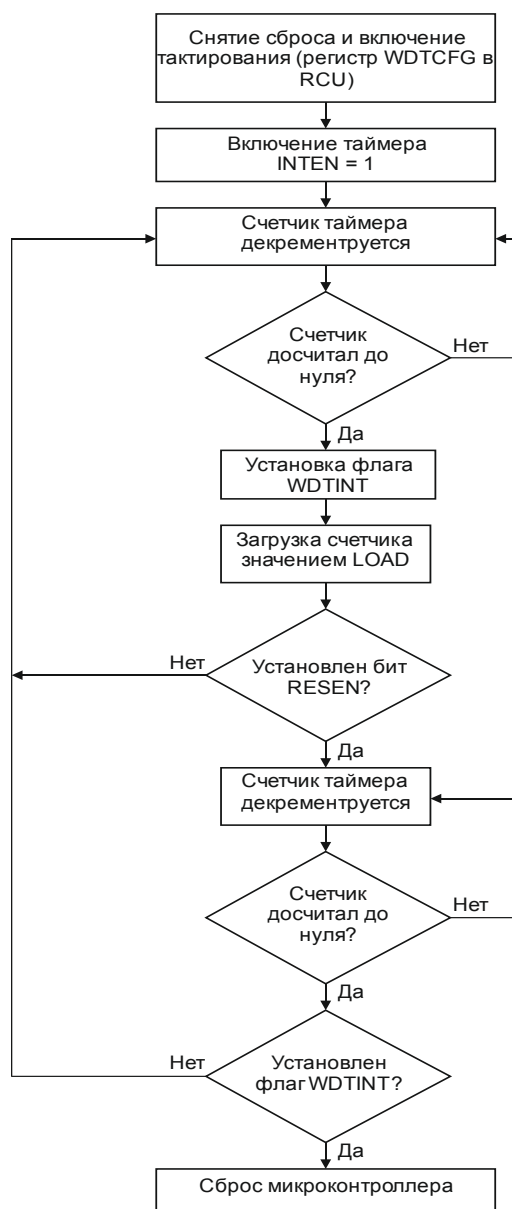 Снятие сброса и включение
тактирования (регистр WDTCFG в
RCU)
Включение таймера
INTEN = 1
Счетчик таймера
декрементруется
Счетчик
досчитал до
нуля?
Нет
Да
Установка флага
WDTINT
Загрузка счетчика
значением LOAD
Нет
Установлен бит
RESEN?
Да
Счетчик таймера
декрементруется
Счетчик
досчитал до
нуля?
Нет
Да
Нет
Установлен
флаг WDTINT?
Да
Сброс микроконтроллера